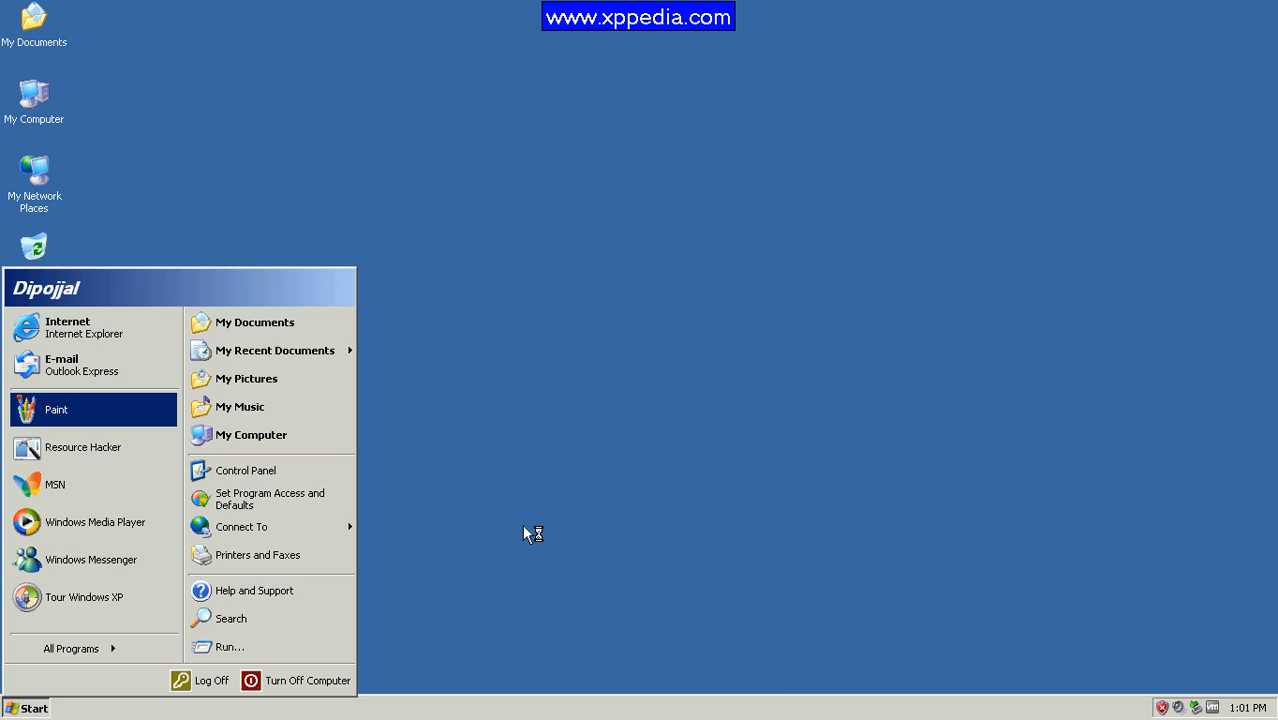 www.xppedia.com
My Documents
My Computer
My Network
Places
Dipojjal
Internet
Internet Explorer
E-mail
Outlook Express
Paint
Resource Hacker
MSN
Windows Media Player
Windows Messenger
Tour Windows XP
All Programs
My Documents
My Recent Documents
My Pictures
My Music
My Computer
Control Panel
Set Program Access and
Defaults
Connect To
Printers and Faxes
Help and Support
Search
Run...
Log Off
Turn Off Computer
Start
1:01 PM